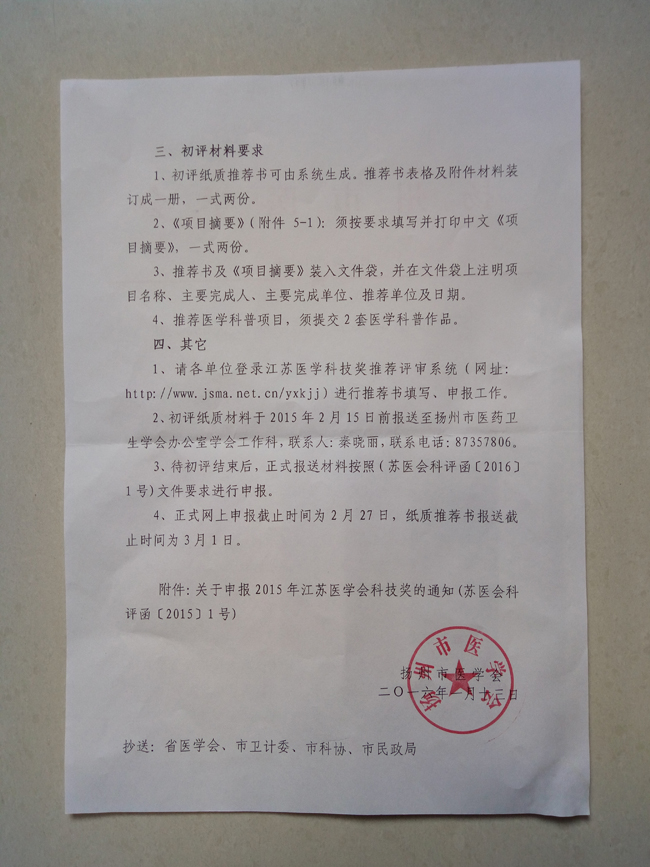 三、初评材料要求
1、初评纸质推荐书可由系统生成。推荐书表格及附件材料装
订成一册，一式两份。
2、《项目摘要》(附件 5-1)：须按要求填写并打印中文《项
目摘要》，一式两份。
3、推荐书及《项目摘要》装入文件袋，并在文件袋上注明项
目名称、主要完成人、主要完成单位、推荐单位及日期。
4、推荐医学科普项目，须提交2套医学科普作品。
四、其它
1、请各单位登录江苏医学科技奖推荐评审系统（网址：
http://www.jsma.net.cn/yxkjj）进行推荐书填写、申报工作。
2、初评纸质材料于2015年2月15日前报送至扬州市医药卫
生学会办公室学会工作科，联系人：秦晓丽，联系电话：87357806。
3、待初评结束后，正式报送材料按照（苏医会科评函〔2016〕
1号)文件要求进行申报。
4、正式网上申报截止时间为2月27日，纸质推荐书报送截
止时间为3月1日。
附件：关于申报2015年江苏医学会科技奖的通知(苏医会科
评函〔2015〕1号)
扬州市医学会
二〇一六年一月十三日
扬州市医学会
抄送：省医学会、市卫计委、市科协、市民政局